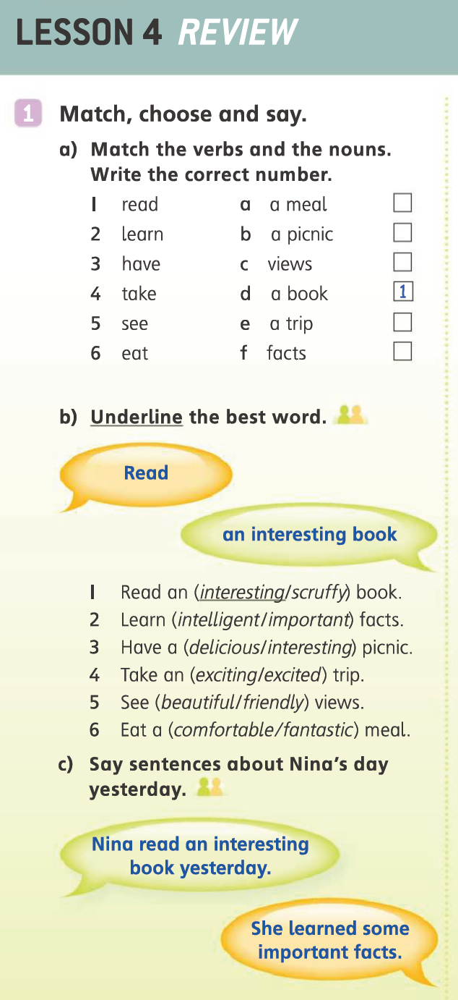 LESSON 4 REVIEW
1 Match, choose and say.
a) Match the verbs and the nouns.
Write the correct number.
1 read a a meal
2 learn b a picnic
3 have c views
4 take d a book 1
5 see e a trip
6 eat f facts
b) Underline the best word.
Read
an interesting book
1 Read an (interesting/scruffy) book.
2 Learn (intelligent/important) facts.
3 Have a (delicious/interesting) picnic.
4 Take an (exciting/excited) trip.
5 See (beautiful/friendly) views.
6 Eat a (comfortable/fantastic) meal.
c) Say sentences about Nina's day
yesterday.
Nina read an interesting
book yesterday.
She learned some
important facts.